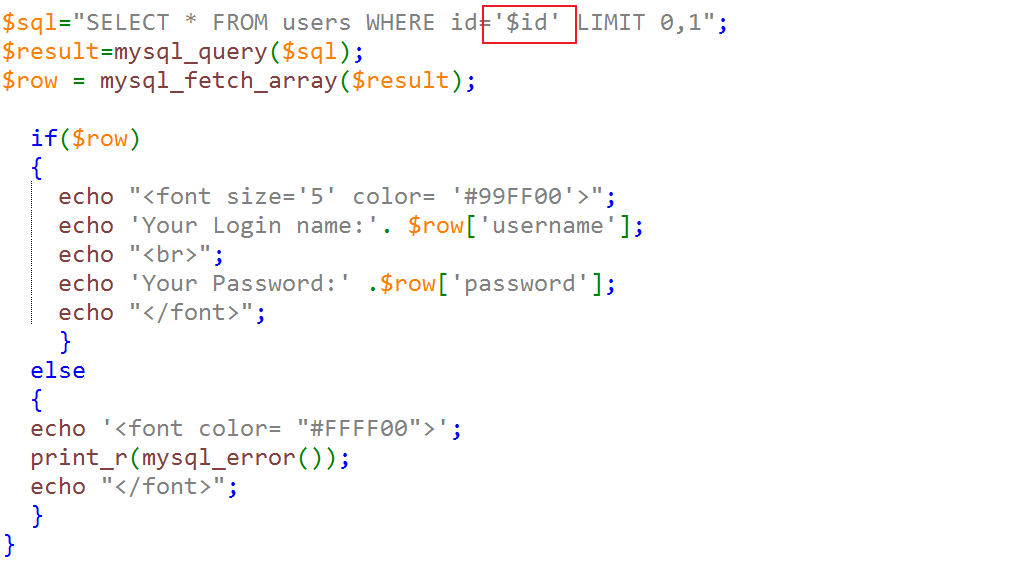 $sql="SELECT * FROM users WHERE id='$id' LIMIT 0,1";
$result=mysql_query($sql);
$row = mysql_fetch_array($result);

  if($row)
  {
    echo "<font size='5' color= '#99FF00'>";
    echo 'Your Login name:'. $row['username'];
    echo "<br>";
    echo 'Your Password:' .$row['password'];
    echo "</font>";
    }
  else
  {
  echo '<font color= "#FFFF00">';
  print_r(mysql_error());
  echo "</font>";
  }
}